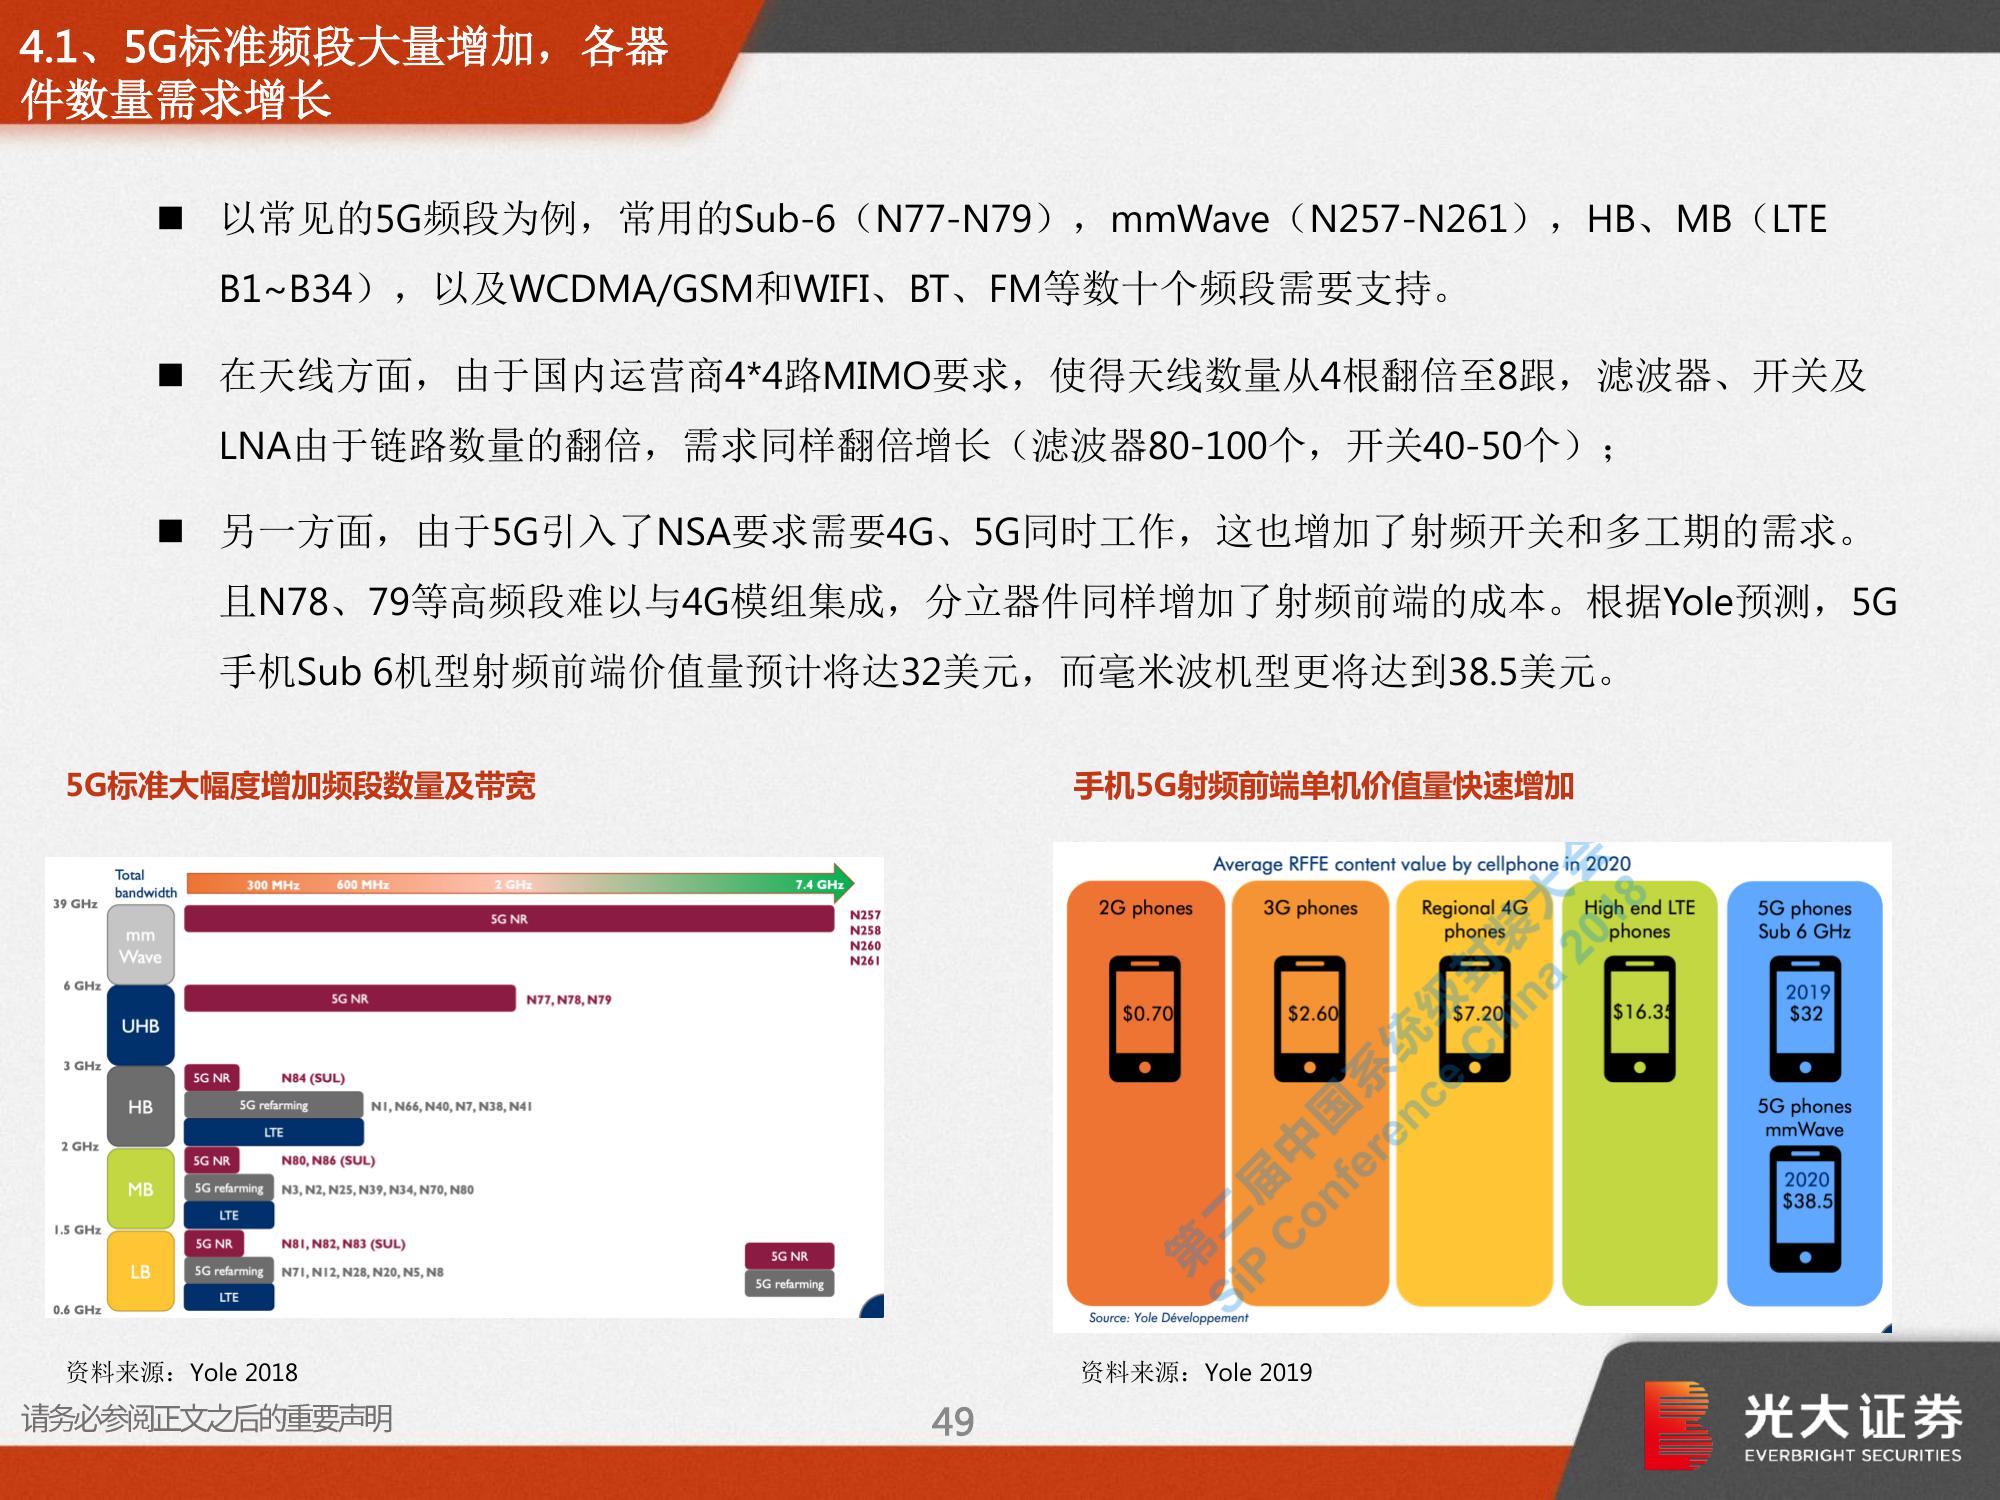 4.1、5G标准频段大量增加，各器
件数量需求增长
■ 以常见的5G频段为例，常用的Sub-6（N77-N79），mmWave（N257-N261），HB、MB（LTE
B1~B34），以及WCDMA/GSM和WIFI、BT、FM等数十个频段需要支持。
■ 在天线方面，由于国内运营商4*4路MIMO要求，使得天线数量从4根翻倍至8跟，滤波器、开关及
LNA由于链路数量的翻倍，需求同样翻倍增长（滤波器80-100个，开关40-50个）；
■ 另一方面，由于5G引入了NSA要求需要4G、5G同时工作，这也增加了射频开关和多工期的需求。
且N78、79等高频段难以与4G模组集成，分立器件同样增加了射频前端的成本。根据Yole预测，5G
手机Sub 6机型射频前端价值量预计将达32美元，而毫米波机型更将达到38.5美元。
5G标准大幅度增加频段数量及带宽
Total
bandwidth
300 MHz 600 MHz 2 GHz 7.4 GHz
39 GHz
mm
Wave
5G NR
N257
N258
N260
N261
6 GHz
UHB
5G NR N77, N78, N79
3 GHz
5G NR N84 (SUL)
HB
5G refarming N1, N66, N40, N7, N38, N41
LTE
2 GHz
5G NR N80, N86 (SUL)
MB
5G refarming N3, N2, N25, N39, N34, N70, N80
LTE
1.5 GHz
5G NR N81, N82, N83 (SUL)
LB
5G refarming N71, N12, N28, N20, N5, N8
LTE
0.6 GHz
5G NR
5G refarming
资料来源：Yole 2018
手机5G射频前端单机价值量快速增加
Average RFFE content value by cellphone in 2020
2G phones
$0.70
3G phones
$2.60
Regional 4G
phones
$7.20
High end LTE
phones
$16.35
5G phones
Sub 6 GHz
2019
$32
5G phones
mmWave
2020
$38.5
第二届中国系统级封装大会
SiP Conference China 2018
Source: Yole Développement
资料来源：Yole 2019
请务必参阅正文之后的重要声明
49
光大证券
EVERBRIGHT SECURITIES